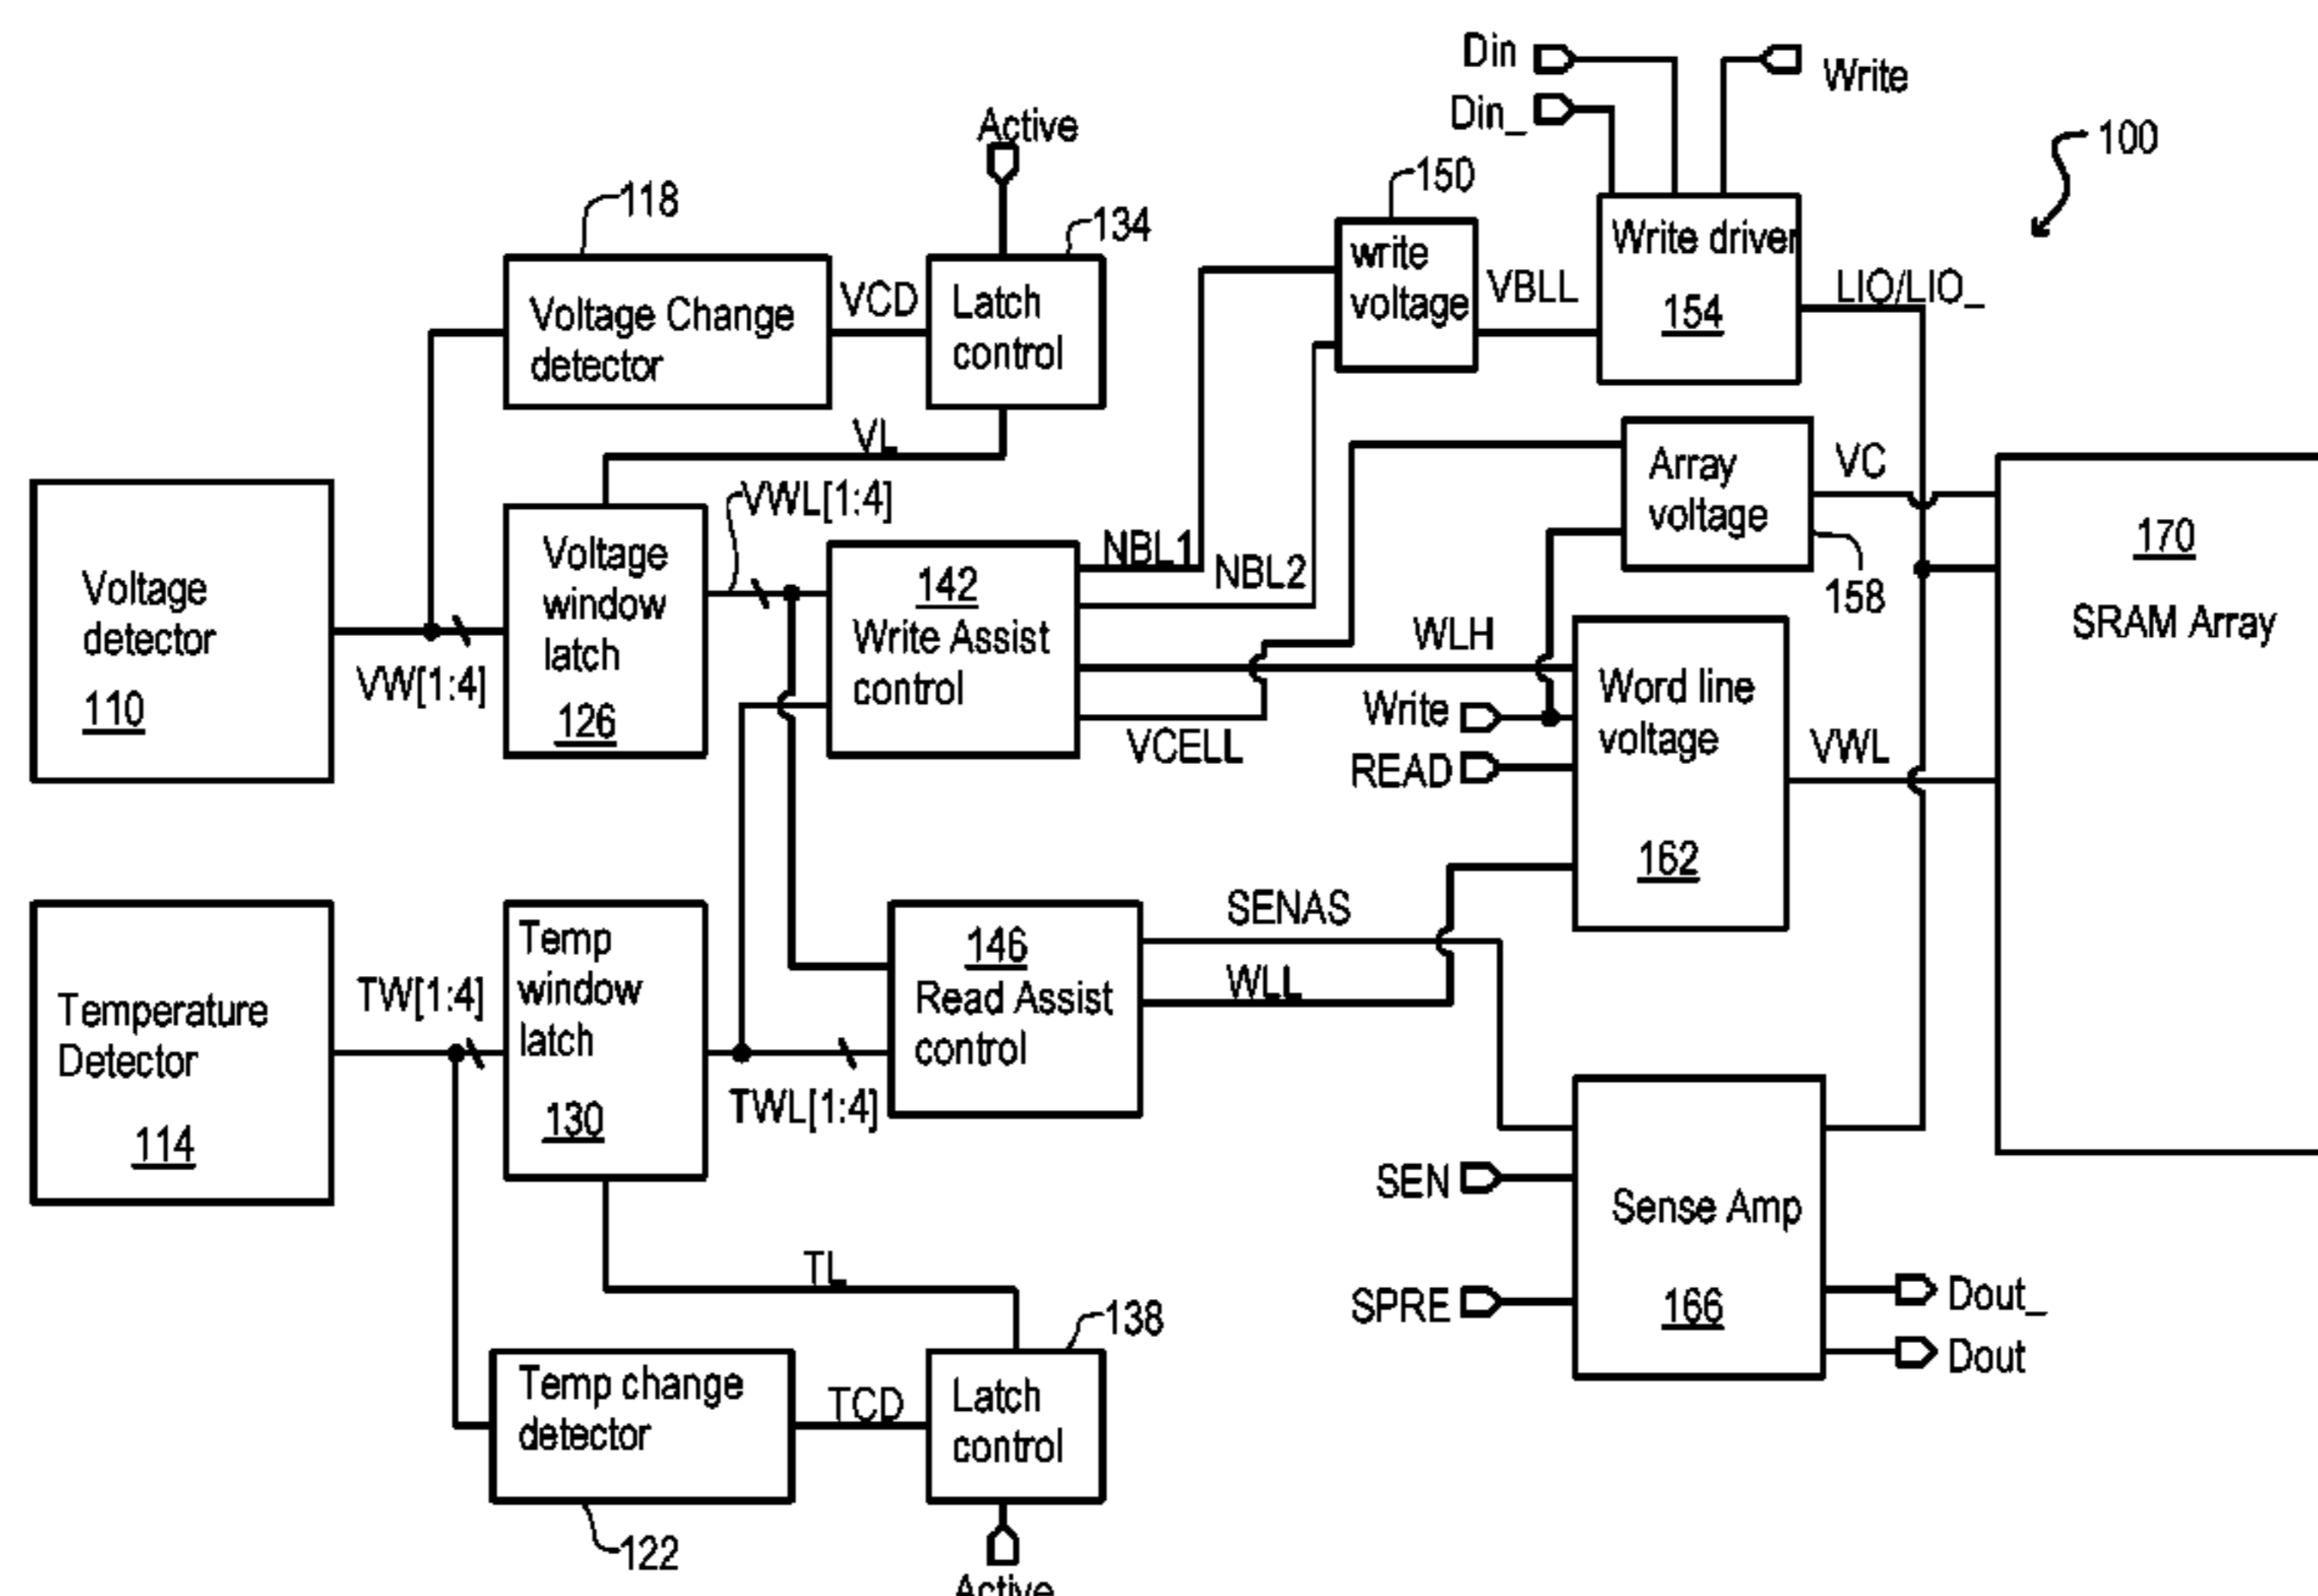 Din
Write
Din_
Active
100
150
118
134
write
voltage
Write driver
154
Voltage Change
detector
VCD
Latch
control
VBLL
LIO/LIO_
VL
VWL[1:4]
Array
voltage
VC
158
Voltage
detector
110
VW[1:4]
Voltage
window
latch
126
142
Write Assist
control
NBL1
NBL2
WLH
VCELL
Write
READ
Word line
voltage
162
VWL
170
SRAM Array
Temperature
Detector
114
TW[1:4]
Temp
window
latch
130
TWL[1:4]
146
Read Assist
control
SENAS
WLL
SEN
SPRE
Sense Amp
166
Dout_
Dout
TL
138
Temp change
detector
TCD
Latch
control
122
Active